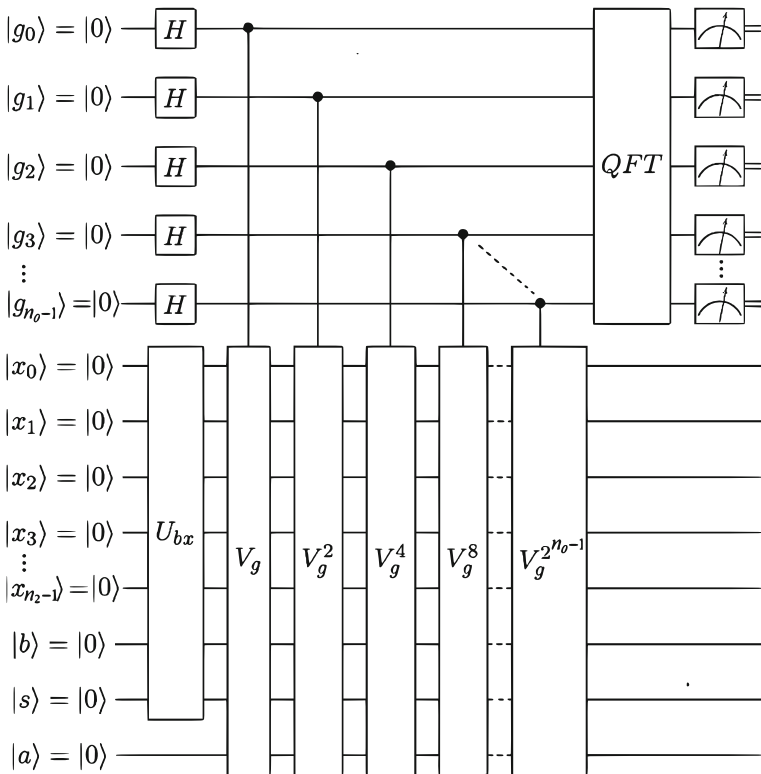 |g₀⟩ = |0⟩ H
|g₁⟩ = |0⟩ H
|g₂⟩ = |0⟩ H QFT
|g₃⟩ = |0⟩ H
⋮ ⋮
|g_{n₀-1}⟩ = |0⟩ H
|x₀⟩ = |0⟩
|x₁⟩ = |0⟩
|x₂⟩ = |0⟩
|x₃⟩ = |0⟩ U_{bx}
⋮ V_g V_g^2 V_g^4 V_g^8 V_g^{2^{n₀-1}}
|x_{n₂-1}⟩ = |0⟩
|b⟩ = |0⟩
|s⟩ = |0⟩
|a⟩ = |0⟩